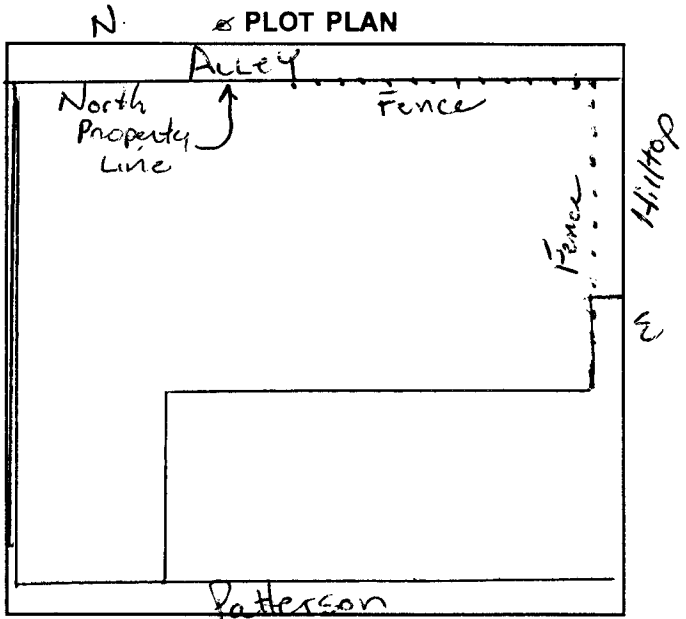 N. PLOT PLAN
ALLEY
North
Property
Line
Fence
Hilltop
Fence
E
Patterson